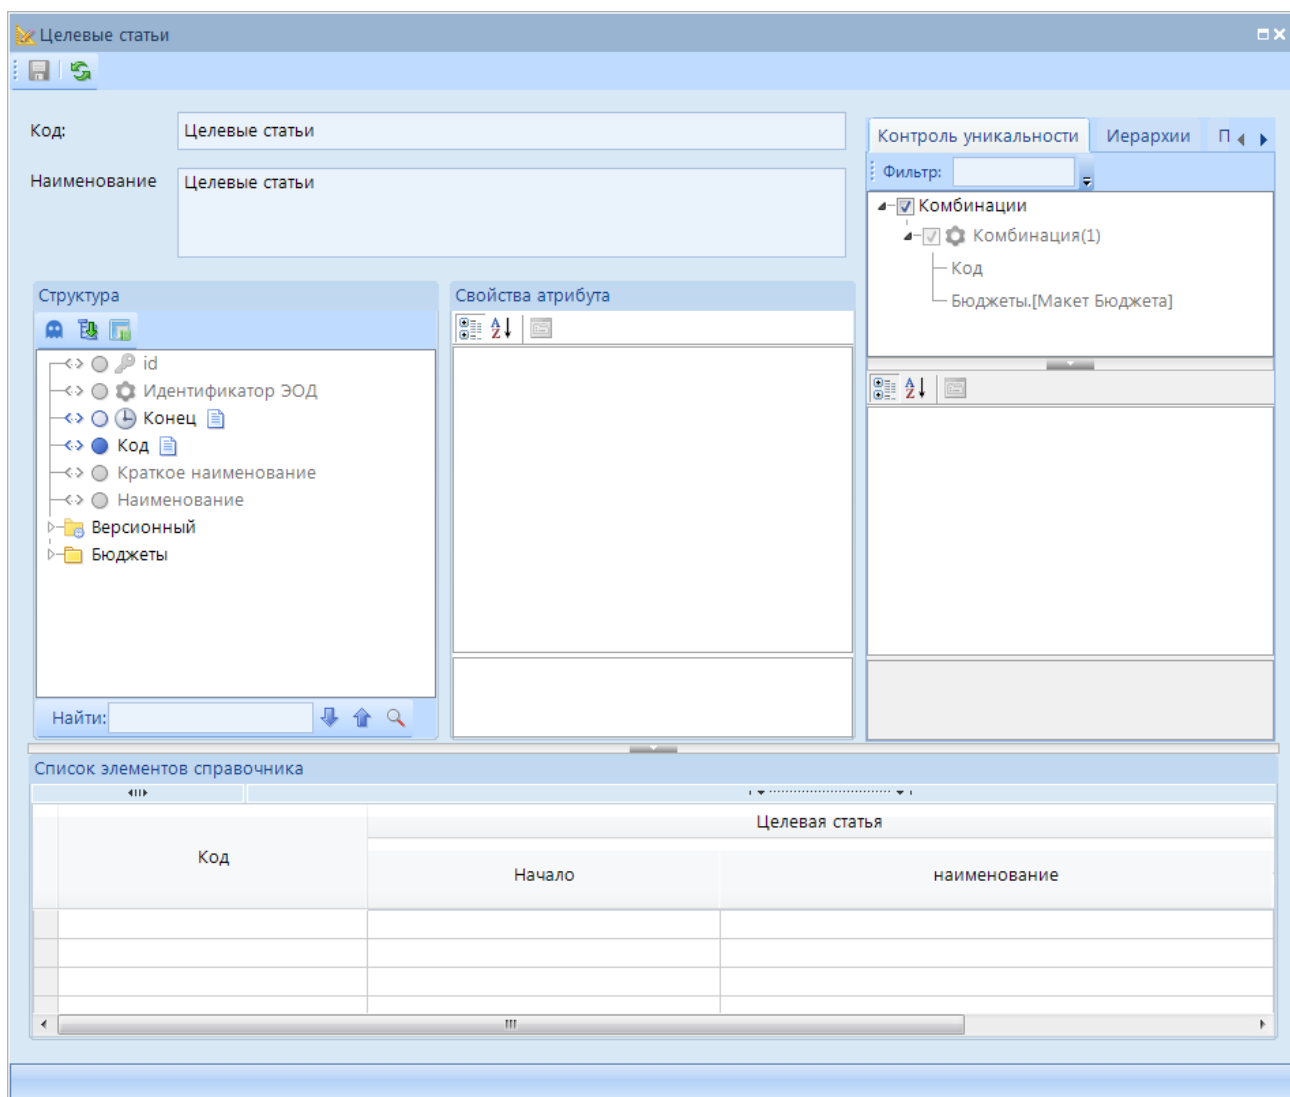 Целевые статьи
Код:
Целевые статьи
Наименование
Целевые статьи
Контроль уникальности
Иерархии
П
Фильтр:
Комбинации
Комбинация(1)
Код
Бюджеты.[Макет Бюджета]
Структура
id
Идентификатор ЭОД
Конец
Код
Краткое наименование
Наименование
Версионный
Бюджеты
Найти:
Свойства атрибута
Список элементов справочника
Код
Целевая статья
Начало
наименование